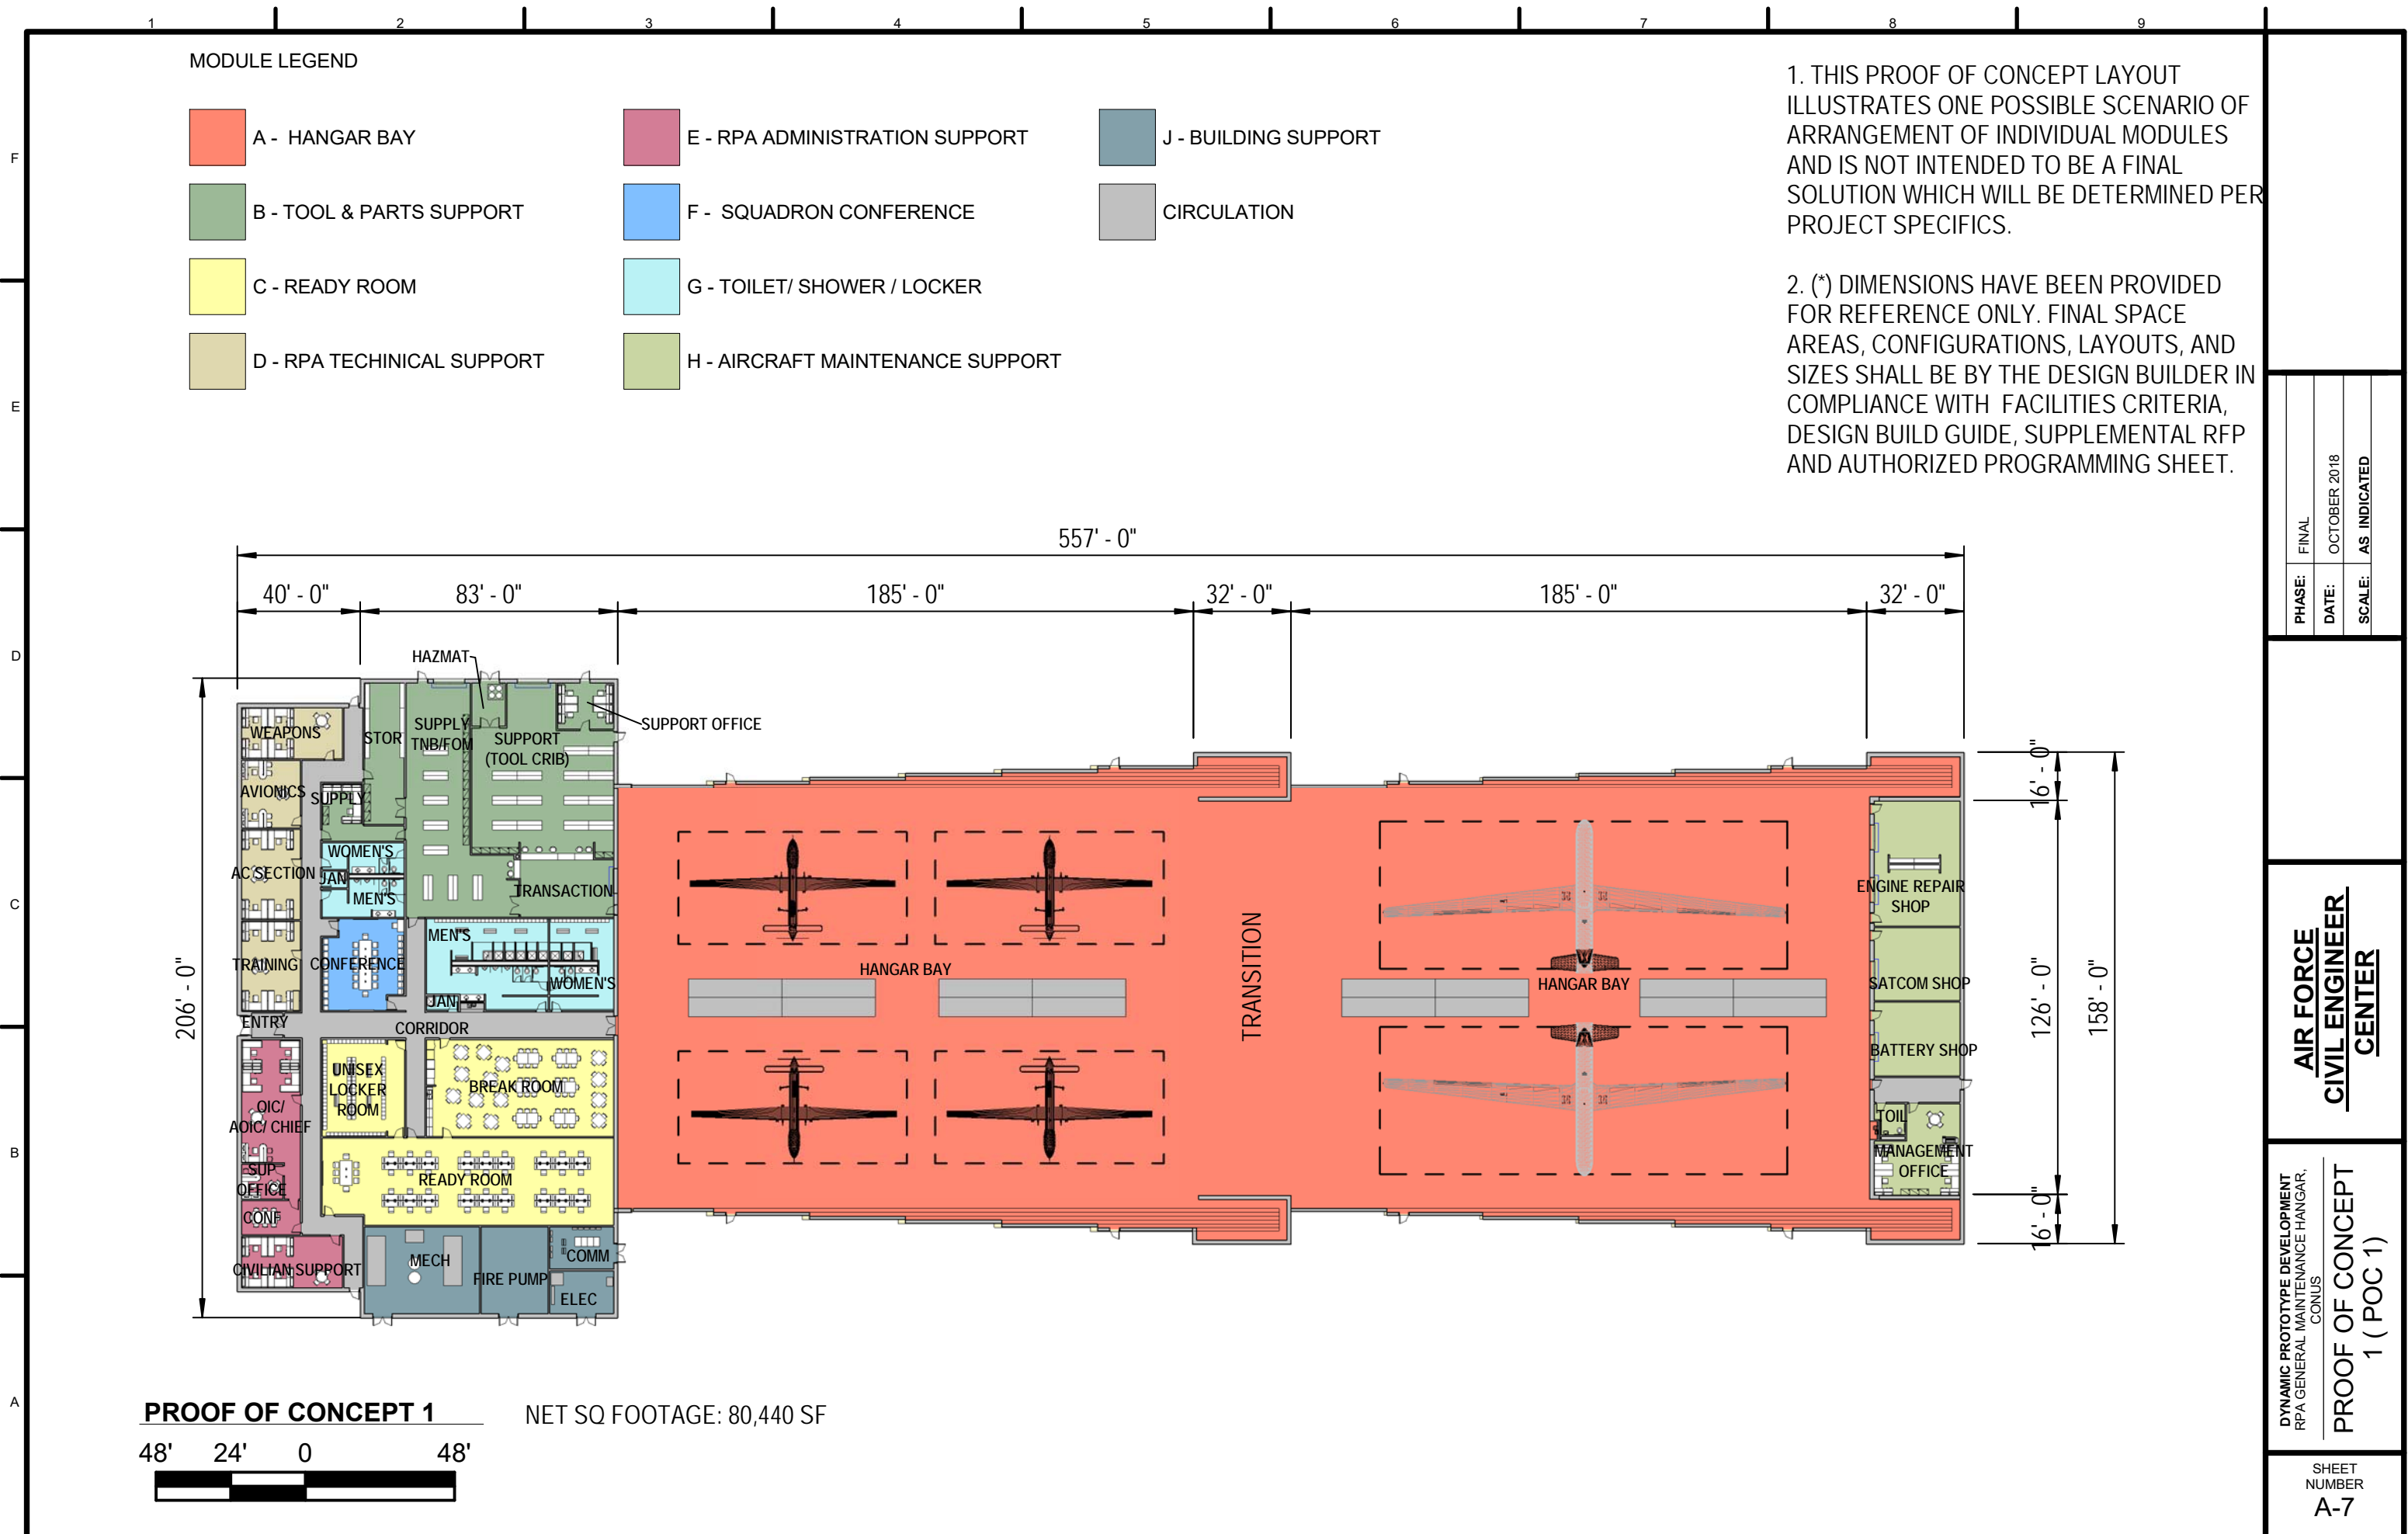 1 2 3 4 5 6 7 8 9
MODULE LEGEND
A - HANGAR BAY
B - TOOL & PARTS SUPPORT
C - READY ROOM
D - RPA TECHINICAL SUPPORT
E - RPA ADMINISTRATION SUPPORT
F - SQUADRON CONFERENCE
G - TOILET/ SHOWER / LOCKER
H - AIRCRAFT MAINTENANCE SUPPORT
J - BUILDING SUPPORT
CIRCULATION
1. THIS PROOF OF CONCEPT LAYOUT
ILLUSTRATES ONE POSSIBLE SCENARIO OF
ARRANGEMENT OF INDIVIDUAL MODULES
AND IS NOT INTENDED TO BE A FINAL
SOLUTION WHICH WILL BE DETERMINED PER
PROJECT SPECIFICS.
2. (*) DIMENSIONS HAVE BEEN PROVIDED
FOR REFERENCE ONLY. FINAL SPACE
AREAS, CONFIGURATIONS, LAYOUTS, AND
SIZES SHALL BE BY THE DESIGN BUILDER IN
COMPLIANCE WITH FACILITIES CRITERIA,
DESIGN BUILD GUIDE, SUPPLEMENTAL RFP
AND AUTHORIZED PROGRAMMING SHEET.
F
E
D
C
B
A
557' - 0"
40' - 0"
83' - 0"
185' - 0"
32' - 0"
185' - 0"
32' - 0"
206' - 0"
16' - 0"
126' - 0"
158' - 0"
16' - 0"
HAZMAT
SUPPORT OFFICE
WEAPONS
STOR
SUPPLY
TNB/FOM
SUPPORT
(TOOL CRIB)
AVIONICS
SUPPLY
WOMEN'S
AC SECTION
JAN
MEN'S
TRANSACTION
MEN'S
TRAINING
CONFERENCE
WOMEN'S
JAN
ENTRY
CORRIDOR
UNISEX
LOCKER
ROOM
BREAK ROOM
OIC/
AOIC/ CHIEF
SUP
OFFICE
READY ROOM
CONF
CIVILIAN SUPPORT
MECH
FIRE PUMP
COMM
ELEC
HANGAR BAY
TRANSITION
HANGAR BAY
ENGINE REPAIR
SHOP
SATCOM SHOP
BATTERY SHOP
TOIL
MANAGEMENT
OFFICE
PROOF OF CONCEPT 1
NET SQ FOOTAGE: 80,440 SF
48' 24' 0 48'
PHASE: FINAL
DATE: OCTOBER 2018
SCALE: AS INDICATED
AIR FORCE
CIVIL ENGINEER
CENTER
DYNAMIC PROTOTYPE DEVELOPMENT
RPA GENERAL MAINTENANCE HANGAR,
CONUS
PROOF OF CONCEPT
1 ( POC 1)
SHEET
NUMBER
A-7